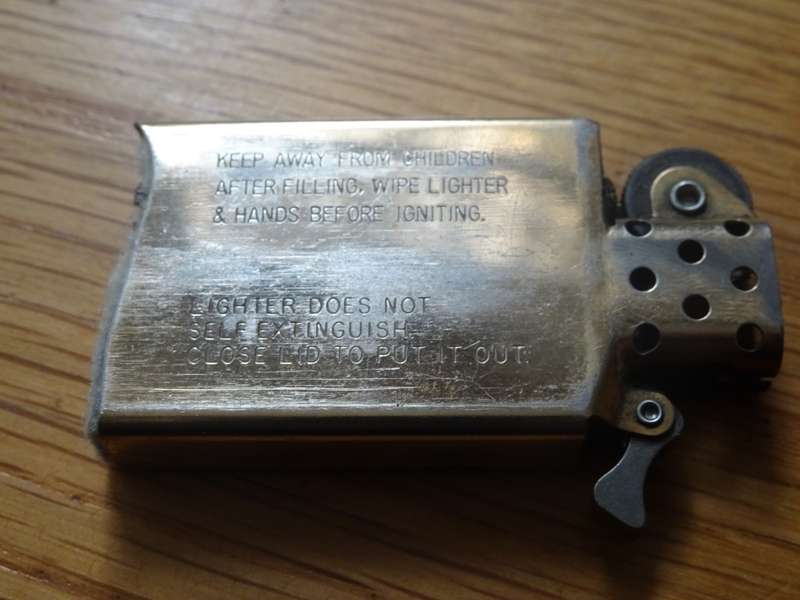 KEEP AWAY FROM CHILDREN
AFTER FILLING, WIPE LIGHTER
& HANDS BEFORE IGNITING.
LIGHTER DOES NOT
SELF EXTINGUISH
CLOSE LID TO PUT IT OUT